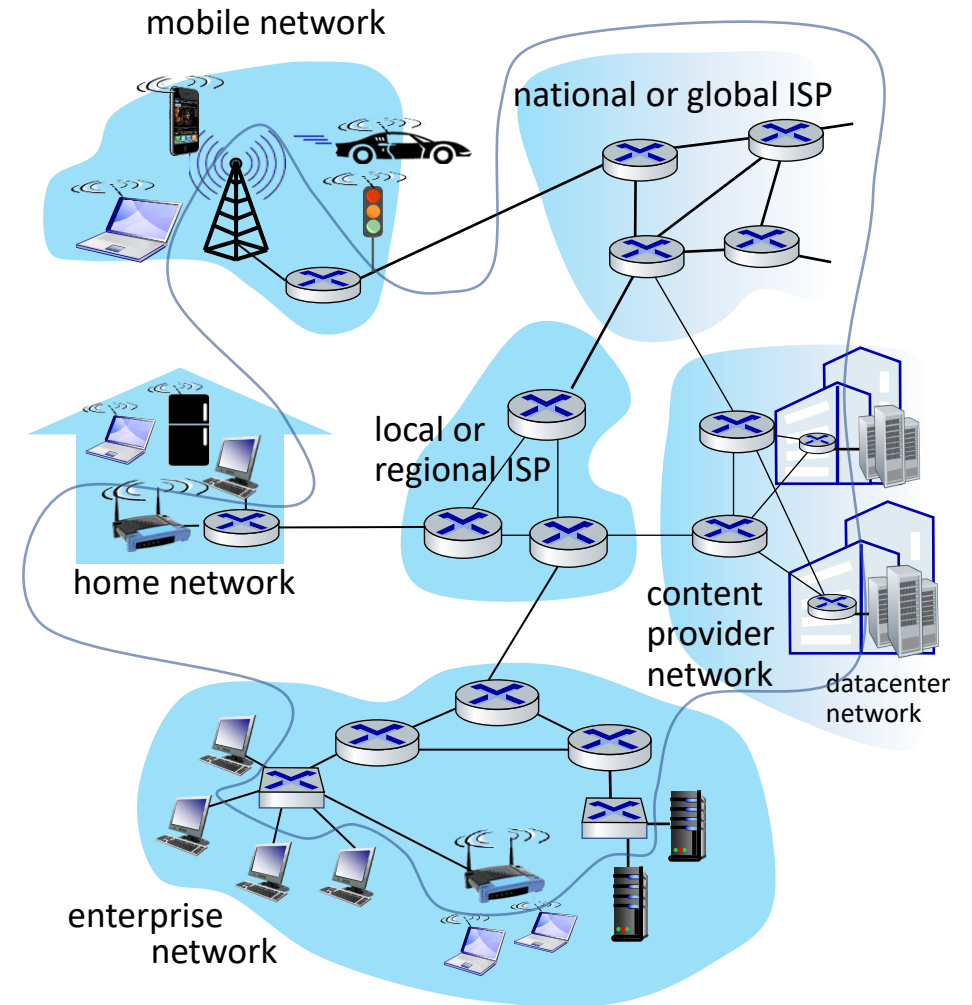 mobile network
national or global ISP
local or
regional ISP
home network
content
provider
network
datacenter
network
enterprise
network